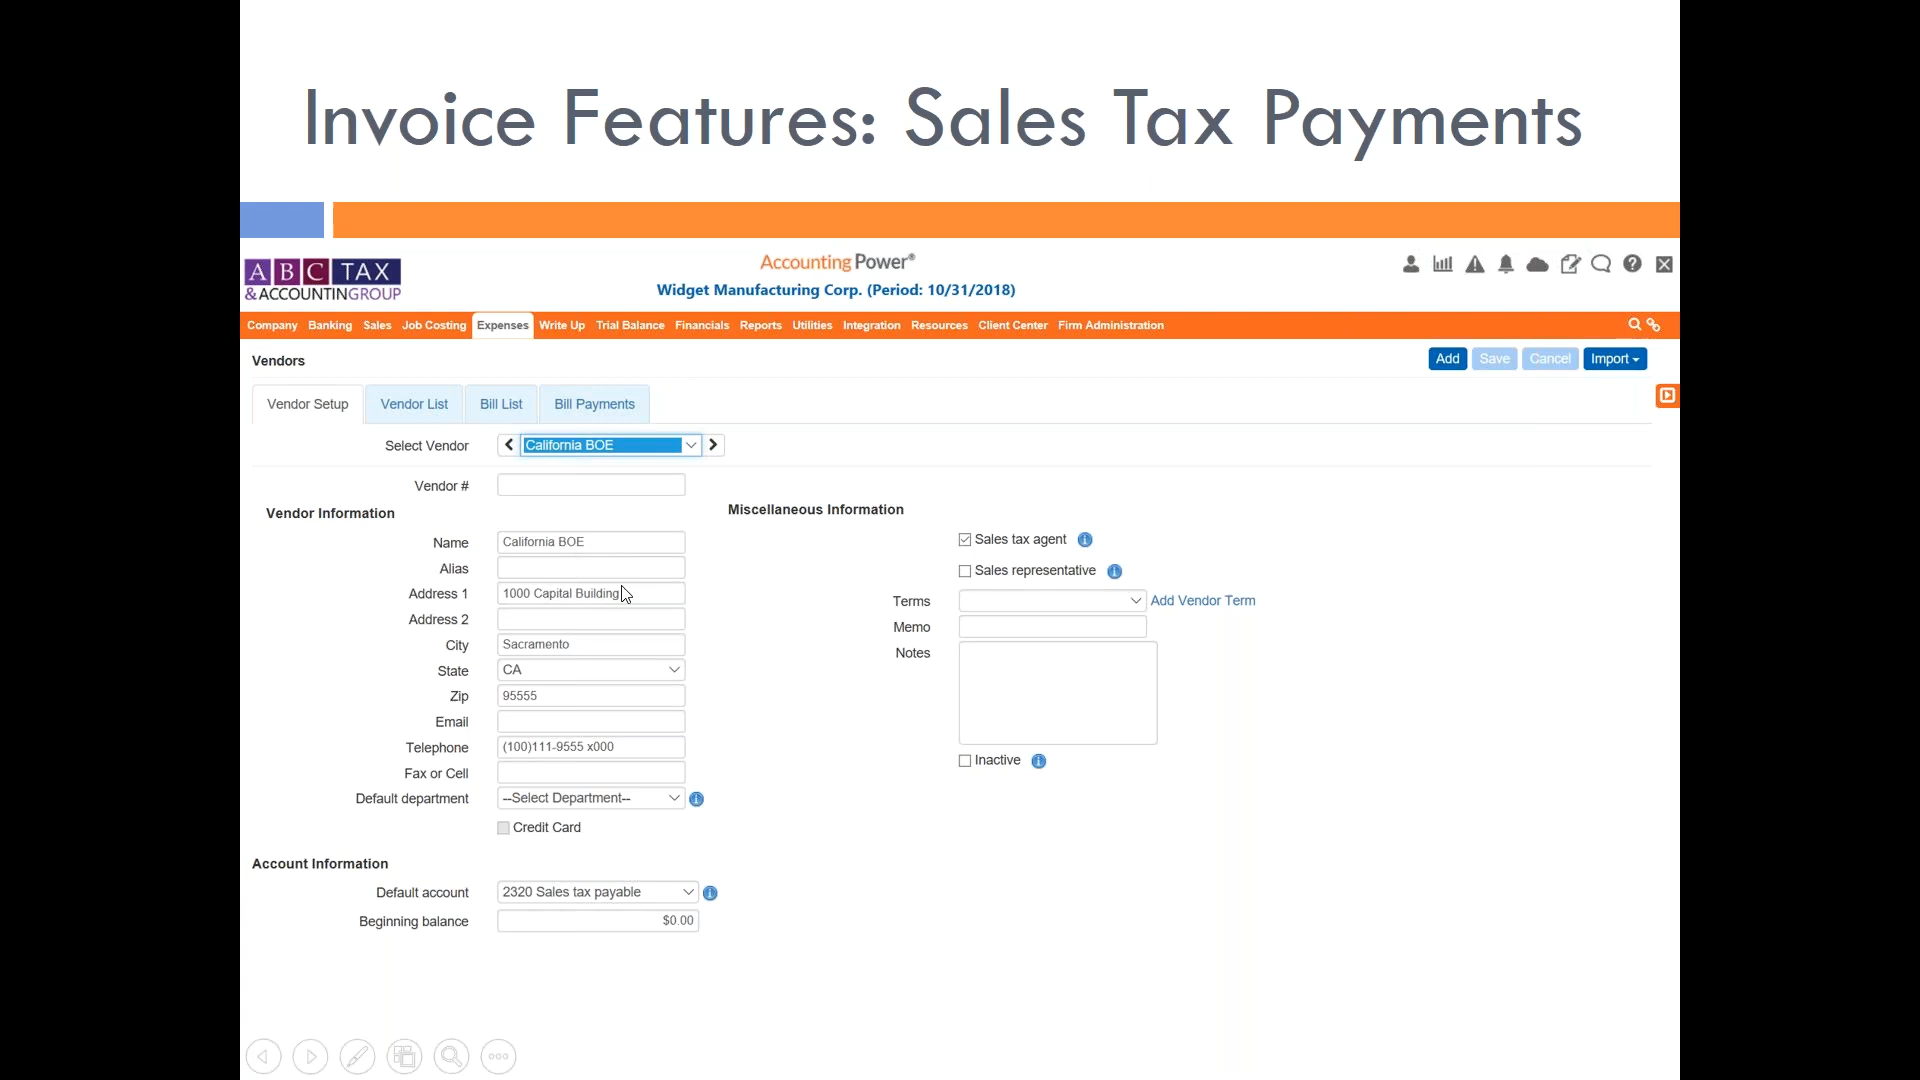 Invoice Features: Sales Tax Payments
ABC TAX
& ACCOUNTINGGROUP
Accounting Power®
Widget Manufacturing Corp. (Period: 10/31/2018)
Company Banking Sales Job Costing Expenses Write Up Trial Balance Financials Reports Utilities Integration Resources Client Center Firm Administration
Vendors
Add Save Cancel Import
Vendor Setup Vendor List Bill List Bill Payments
Select Vendor California BOE
Vendor #
Vendor Information
Name California BOE
Alias
Address 1 1000 Capital Building
Address 2
City Sacramento
State CA
Zip 95555
Email
Telephone (100)111-9555 x000
Fax or Cell
Default department --Select Department--
Credit Card
Miscellaneous Information
Sales tax agent
Sales representative
Terms Add Vendor Term
Memo
Notes
Inactive
Account Information
Default account 2320 Sales tax payable
Beginning balance $0.00